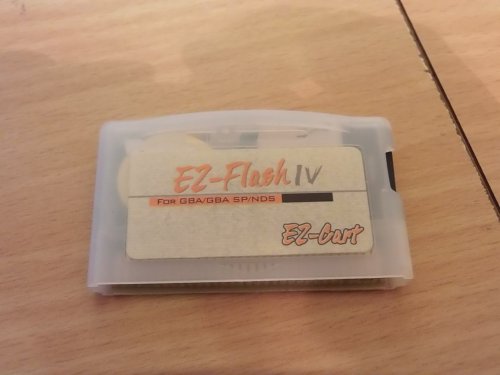 EZ-Flash IV
FOR GBA/GBA SP/NDS
EZ-Cart